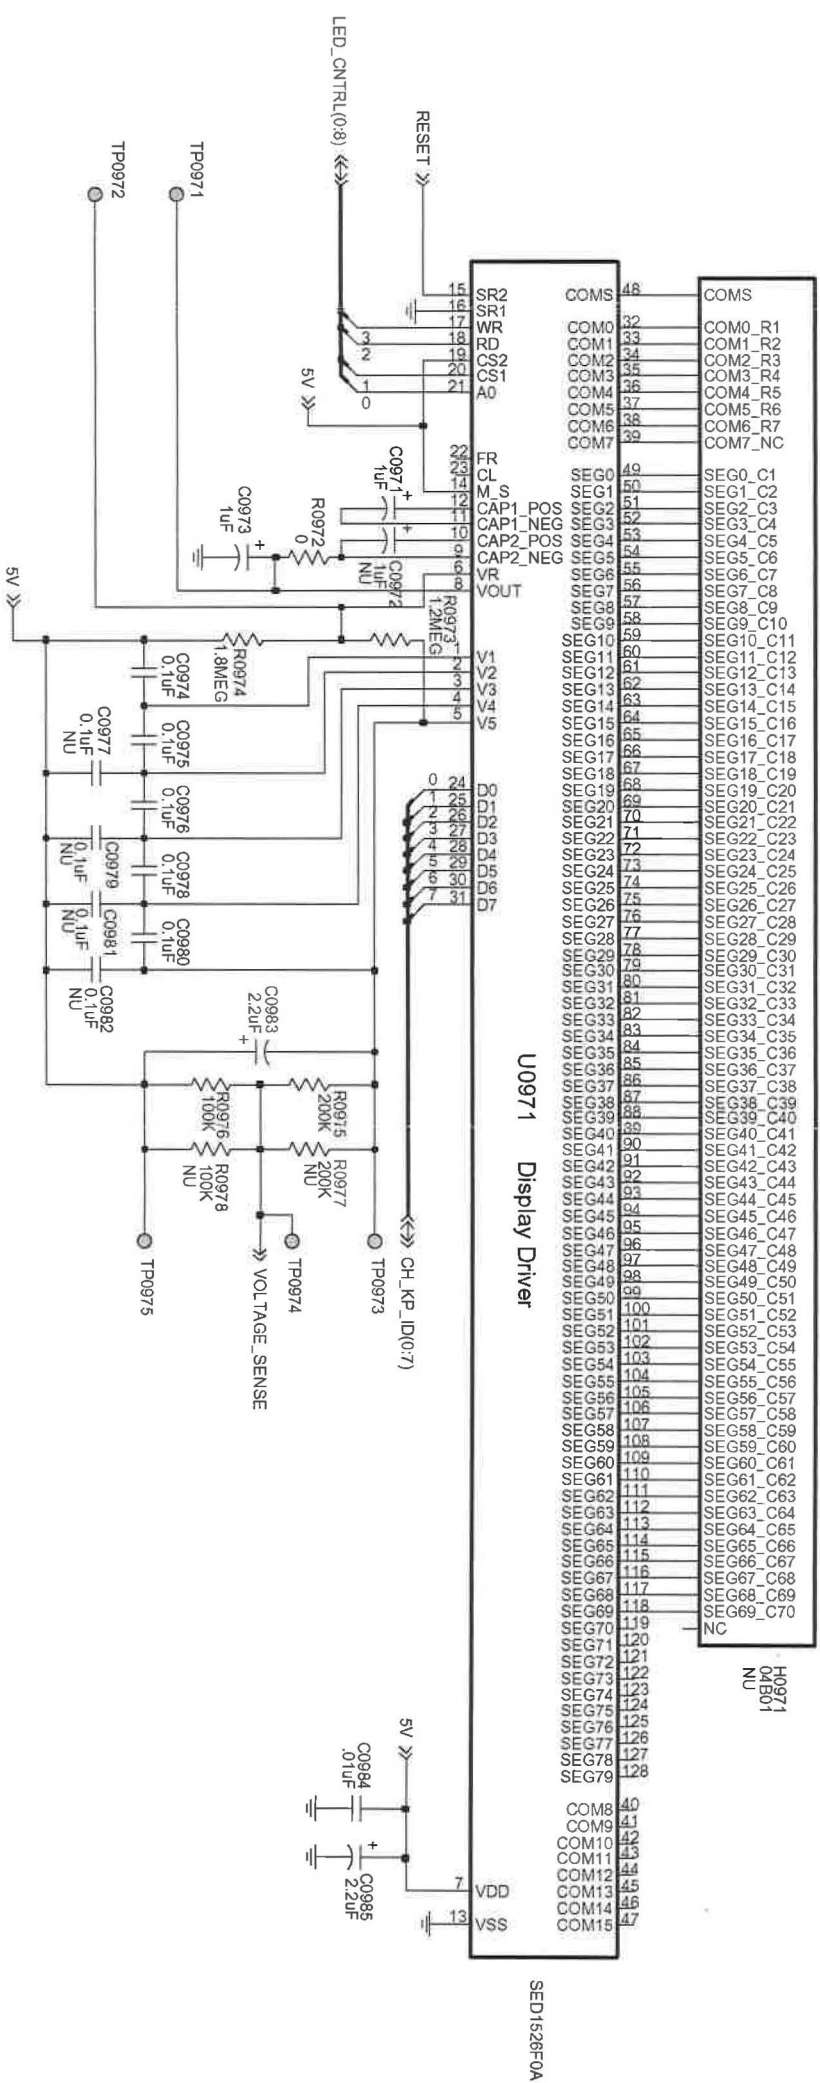 LED_CNTRL(0:8)
RESET
TP0972
TP0971
15 SR2
16 SR1
17 WR
3 18 RD
2 19 CS2
20 CS1
1 21 A0
0
5V
22 FR
23 CL
14 M_S
12 CAP1_POS
11 CAP1_NEG
10 CAP2_POS
9 CAP2_NEG
6 VR
8 VOUT
C0971
1uF
+
+
C0972
1uF
NU
R0972
0
C0973
1uF
+
R0973
1.2MEG
5V
R0974
1.8MEG
1 V1
2 V2
3 V3
4 V4
5 V5
C0974
0.1uF
C0975
0.1uF
C0976
0.1uF
C0978
0.1uF
C0980
0.1uF
C0977
0.1uF
NU
C0979
0.1uF
NU
C0981
0.1uF
NU
C0982
0.1uF
NU
0 24 D0
1 25 D1
2 26 D2
3 27 D3
4 28 D4
5 29 D5
6 30 D6
7 31 D7
C0983
2.2uF
+
R0975
200K
R0976
100K
R0977
200K
NU
R0978
100K
NU
TP0973
TP0974
TP0975
VOLTAGE_SENSE
CH_KP_ID(0:7)
U0971 Display Driver
5V
C0984
.01uF
+
C0985
2.2uF
7 VDD
13 VSS
SED1526F0A
COMS 48 COMS
COM0 32 COM0_R1
COM1 33 COM1_R2
COM2 34 COM2_R3
COM3 35 COM3_R4
COM4 36 COM4_R5
COM5 37 COM5_R6
COM6 38 COM6_R7
COM7 39 COM7_NC
SEG0 49 SEG0_C1
SEG1 50 SEG1_C2
SEG2 51 SEG2_C3
SEG3 52 SEG3_C4
SEG4 53 SEG4_C5
SEG5 54 SEG5_C6
SEG6 55 SEG6_C7
SEG7 56 SEG7_C8
SEG8 57 SEG8_C9
SEG9 58 SEG9_C10
SEG10 59 SEG10_C11
SEG11 60 SEG11_C12
SEG12 61 SEG12_C13
SEG13 62 SEG13_C14
SEG14 63 SEG14_C15
SEG15 64 SEG15_C16
SEG16 65 SEG16_C17
SEG17 66 SEG17_C18
SEG18 67 SEG18_C19
SEG19 68 SEG19_C20
SEG20 69 SEG20_C21
SEG21 70 SEG21_C22
SEG22 71 SEG22_C23
SEG23 72 SEG23_C24
SEG24 73 SEG24_C25
SEG25 74 SEG25_C26
SEG26 75 SEG26_C27
SEG27 76 SEG27_C28
SEG28 77 SEG28_C29
SEG29 78 SEG29_C30
SEG30 79 SEG30_C31
SEG31 80 SEG31_C32
SEG32 81 SEG32_C33
SEG33 82 SEG33_C34
SEG34 83 SEG34_C35
SEG35 84 SEG35_C36
SEG36 85 SEG36_C37
SEG37 86 SEG37_C38
SEG38 87 SEG38_C39
SEG39 88 SEG39_C40
SEG40 89 SEG40_C41
SEG41 90 SEG41_C42
SEG42 91 SEG42_C43
SEG43 92 SEG43_C44
SEG44 93 SEG44_C45
SEG45 94 SEG45_C46
SEG46 95 SEG46_C47
SEG47 96 SEG47_C48
SEG48 97 SEG48_C49
SEG49 98 SEG49_C50
SEG50 99 SEG50_C51
SEG51 100 SEG51_C52
SEG52 101 SEG52_C53
SEG53 102 SEG53_C54
SEG54 103 SEG54_C55
SEG55 104 SEG55_C56
SEG56 105 SEG56_C57
SEG57 106 SEG57_C58
SEG58 107 SEG58_C59
SEG59 108 SEG59_C60
SEG60 109 SEG60_C61
SEG61 110 SEG61_C62
SEG62 111 SEG62_C63
SEG63 112 SEG63_C64
SEG64 113 SEG64_C65
SEG65 114 SEG65_C66
SEG66 115 SEG66_C67
SEG67 116 SEG67_C68
SEG68 117 SEG68_C69
SEG69 118 SEG69_C70
SEG70 119 NC
SEG71 120
SEG72 121
SEG73 122
SEG74 123
SEG75 124
SEG76 125
SEG77 126
SEG78 127
SEG79 128
COM8 40
COM9 41
COM10 42
COM11 43
COM12 44
COM13 45
COM14 46
COM15 47
H0971
04B01
NU